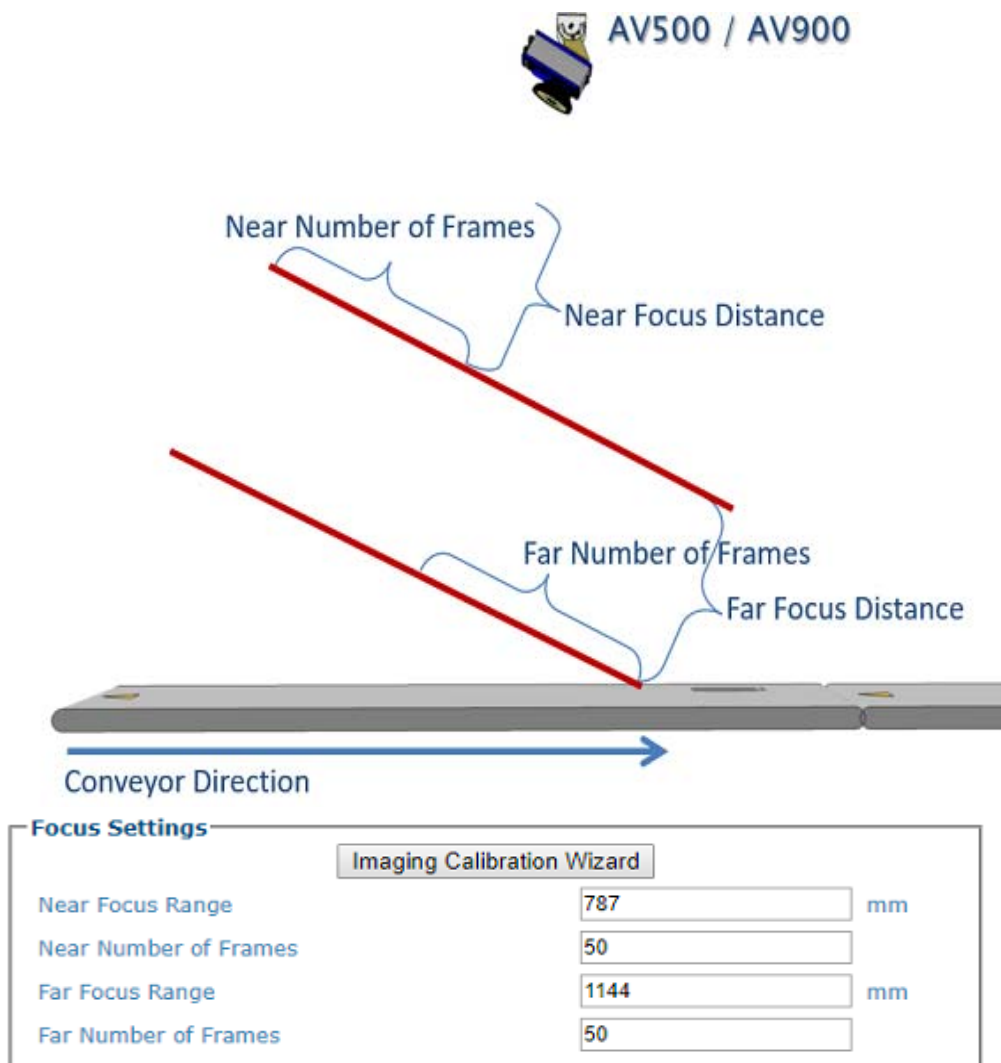 AV500 / AV900
Near Number of Frames
Near Focus Distance
Far Number of Frames
Far Focus Distance
Conveyor Direction
Focus Settings
Imaging Calibration Wizard
Near Focus Range 787 mm
Near Number of Frames 50
Far Focus Range 1144 mm
Far Number of Frames 50